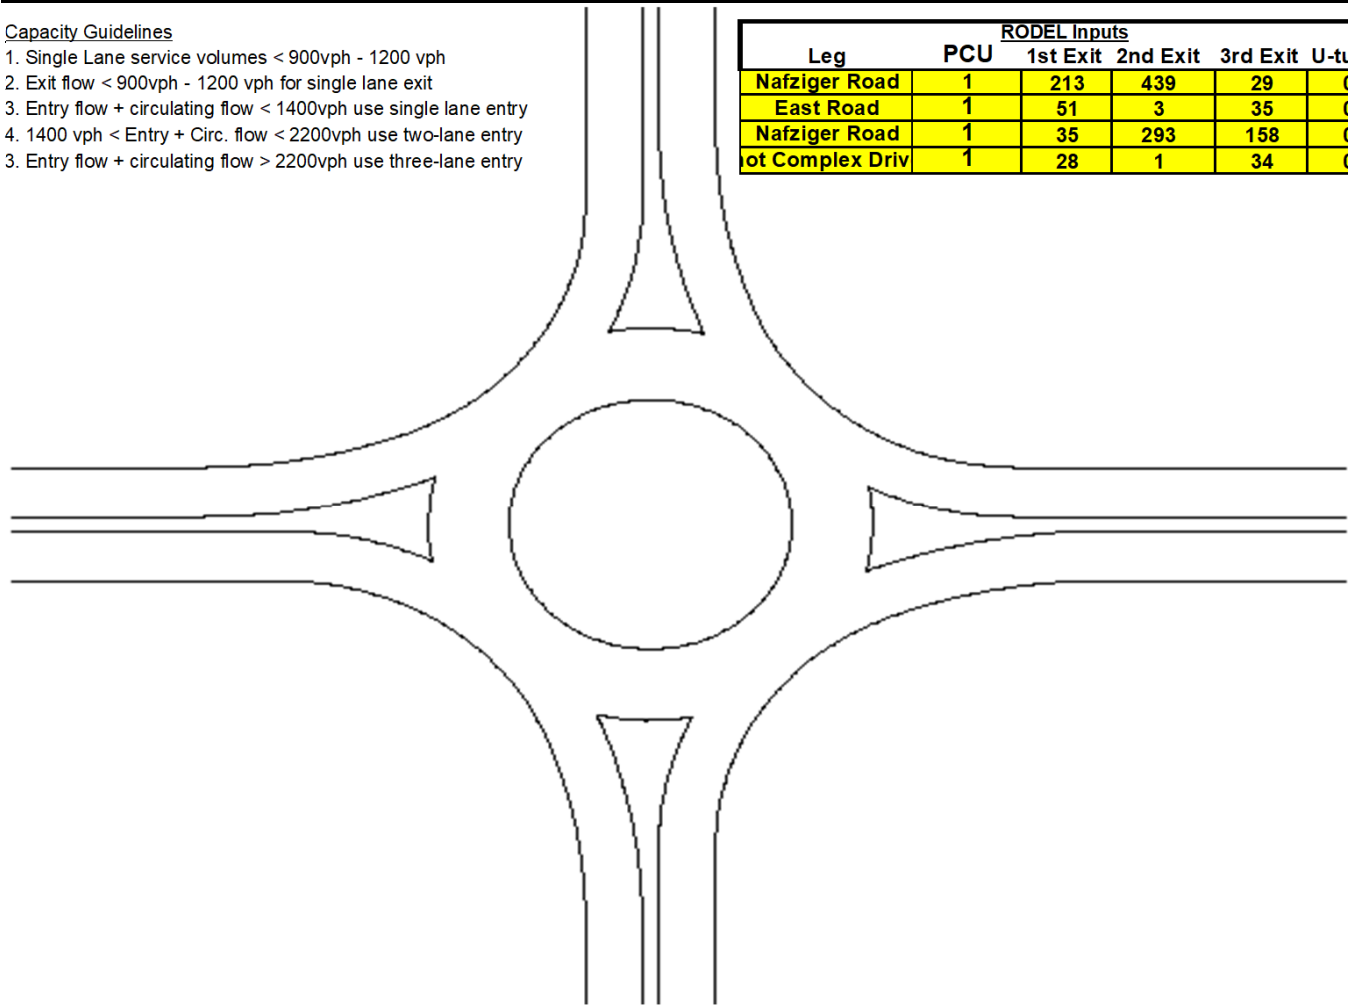 Capacity Guidelines
1. Single Lane service volumes < 900vph - 1200 vph
2. Exit flow < 900vph - 1200 vph for single lane exit
3. Entry flow + circulating flow < 1400vph use single lane entry
4. 1400 vph < Entry + Circ. flow < 2200vph use two-lane entry
3. Entry flow + circulating flow > 2200vph use three-lane entry
RODEL Inputs
Leg PCU 1st Exit 2nd Exit 3rd Exit U-tu
Nafziger Road 1 213 439 29
East Road 1 51 3 35
Nafziger Road 1 35 293 158
ot Complex Driv 1 28 1 34